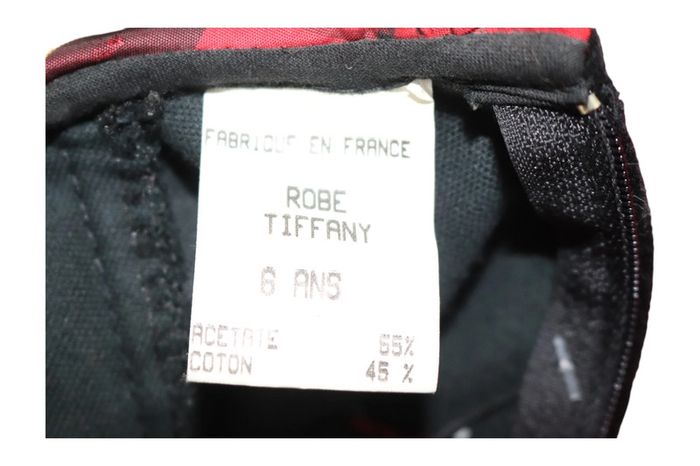 FABRIQUE EN FRANCE
ROBE
TIFFANY
6 ANS
ACETATE 55%
COTON 45 %